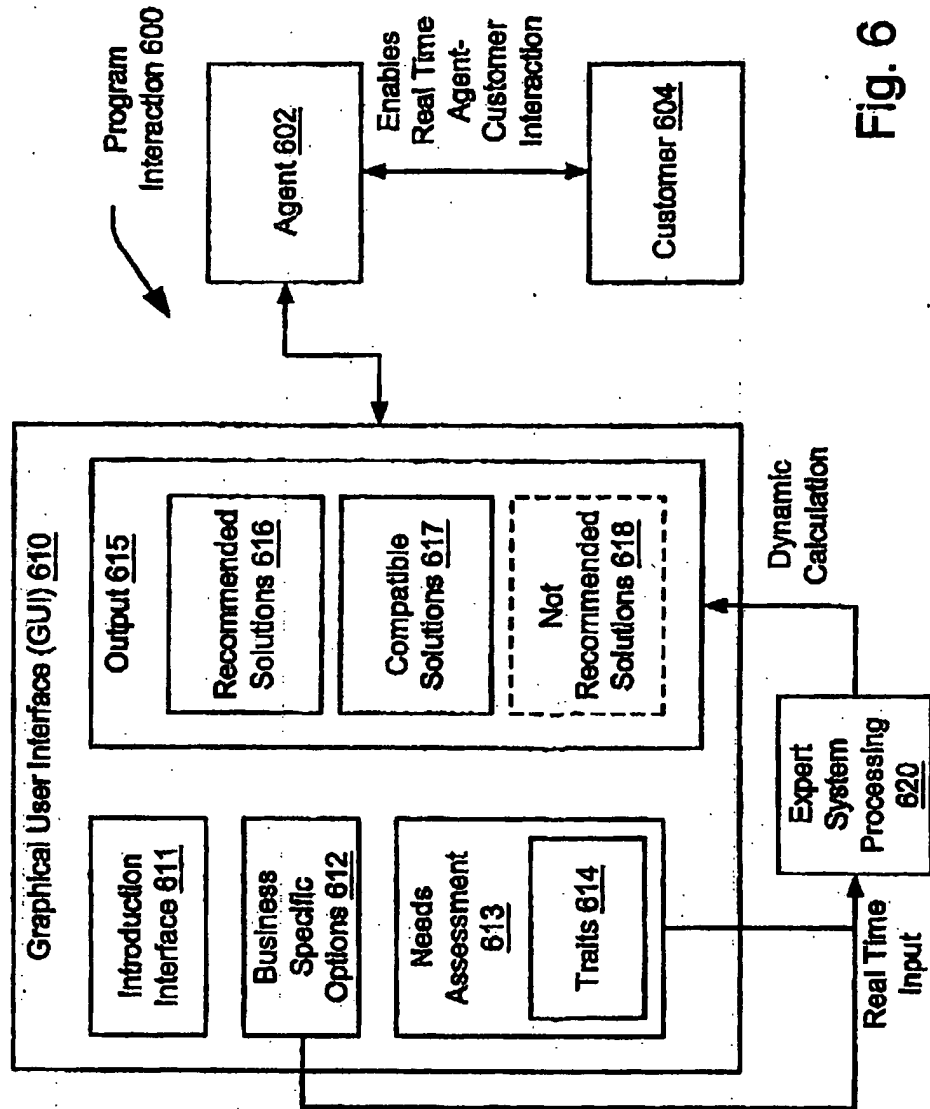 Program
Interaction 600
Graphical User Interface (GUI) 610
Introduction
Interface 611
Business
Specific
Options 612
Needs
Assessment
613
Traits 614
Output 615
Recommended
Solutions 616
Compatible
Solutions 617
Not
Recommended
Solutions 618
Agent 602
Enables
Real Time
Agent-
Customer
Interaction
Customer 604
Real Time
Input
Expert
System
Processing
620
Dynamic
Calculation
Fig. 6